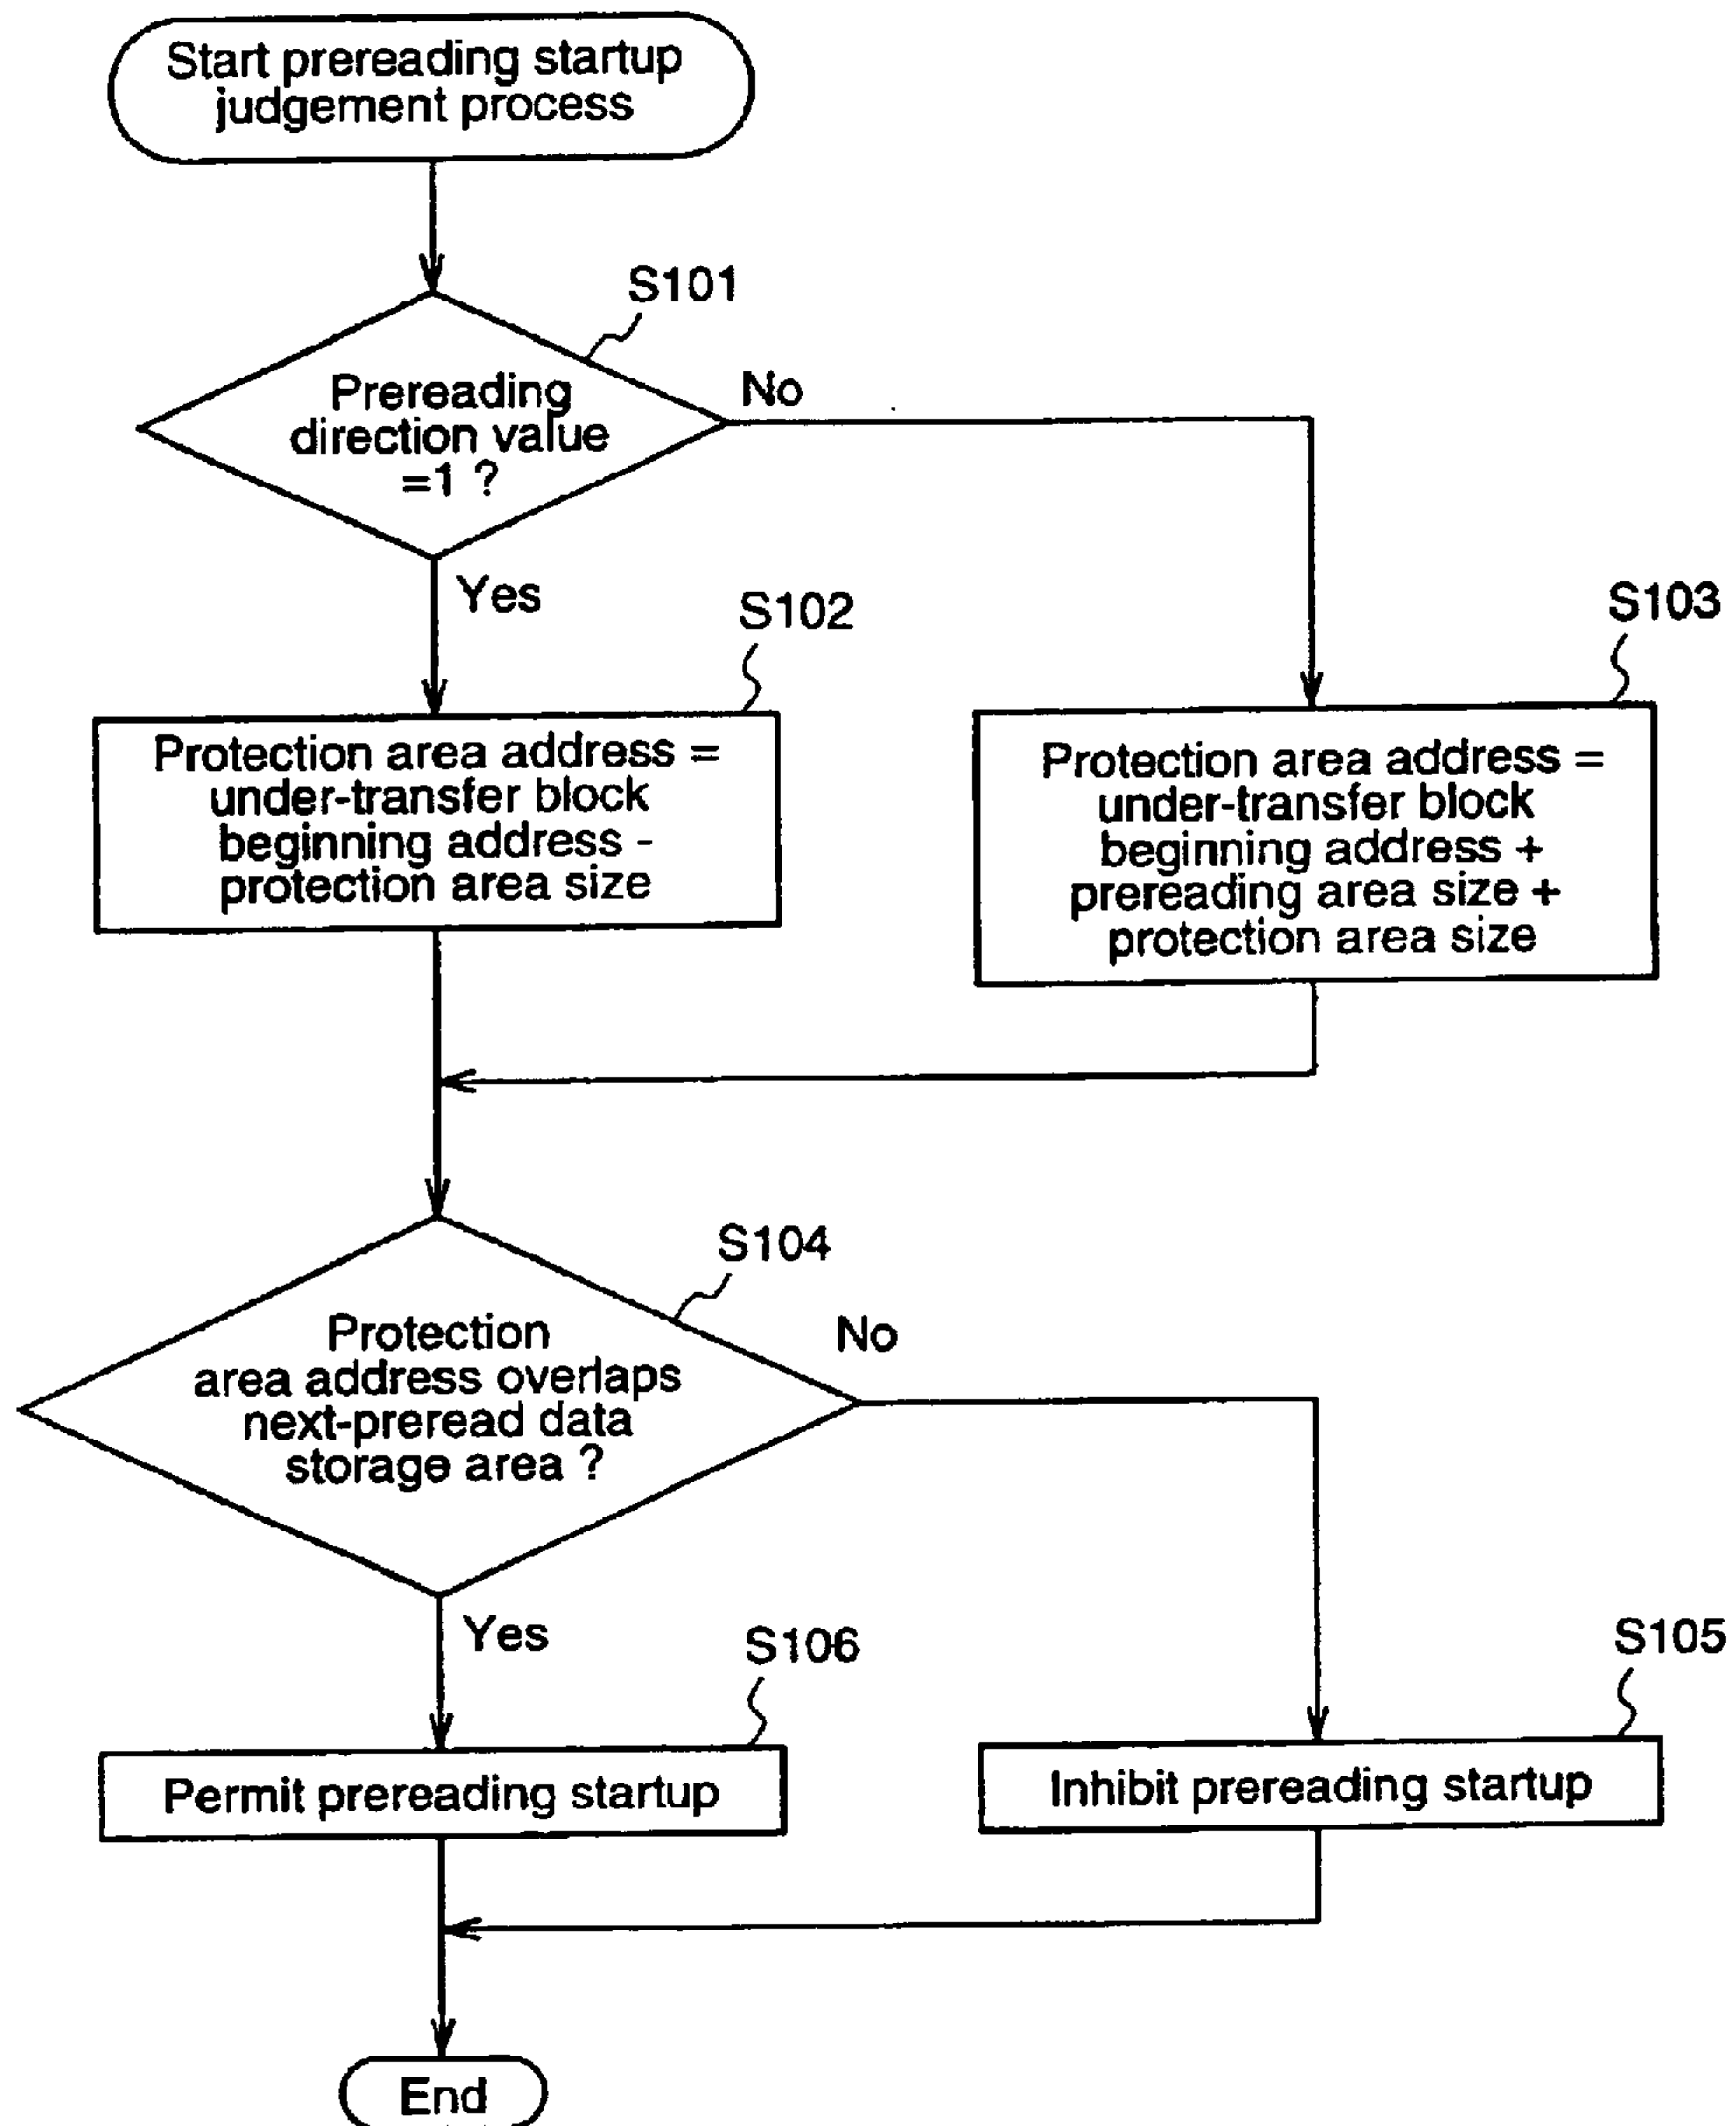 Start prereading startup
judgement process
S101
Prereading
direction value
=1 ?
No
Yes
S102
S103
Protection area address =
under-transfer block
beginning address -
protection area size
Protection area address =
under-transfer block
beginning address +
prereading area size +
protection area size
S104
Protection
area address overlaps
next-preread data
storage area ?
No
Yes
S106
S105
Permit prereading startup
Inhibit prereading startup
End